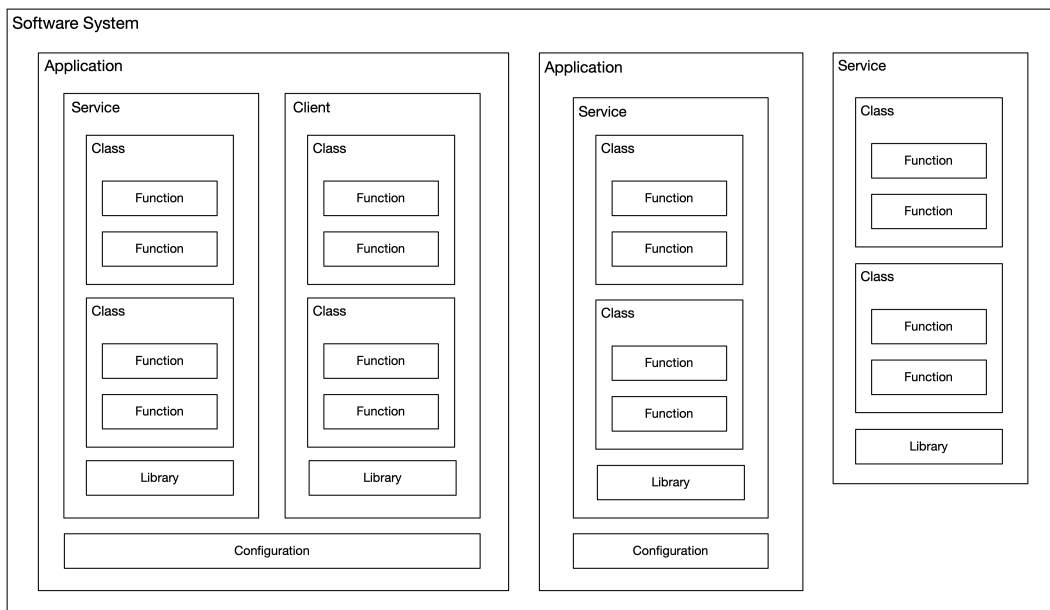 Software System
Application
Service
Class
Function
Function
Class
Function
Function
Library
Client
Class
Function
Function
Class
Function
Function
Library
Configuration
Application
Service
Class
Function
Function
Class
Function
Function
Library
Configuration
Service
Class
Function
Function
Class
Function
Function
Library